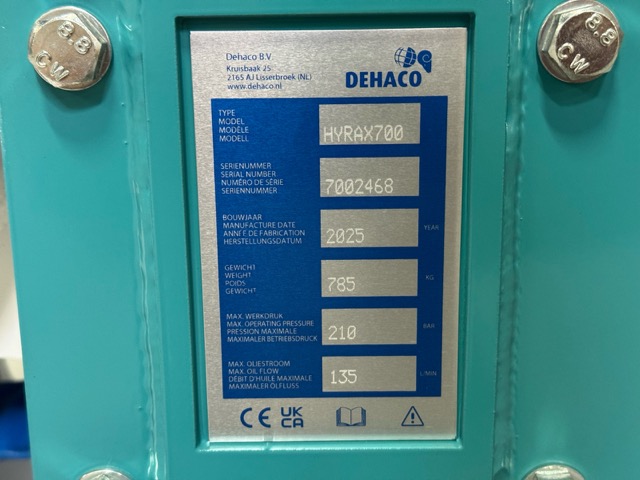 8.8
CW
8.8
CW
Dehaco B.V
Kruisbaak 25
2165 AJ Lisserbroek (NL)
www.dehaco.nl
DEHACO
TYPE
MODEL
MODÈLE
MODELL
HYRAX700
SERIENUMMER
SERIAL NUMBER
NUMÉRO DE SÉRIE
SERIENNUMMER
7002468
BOUWJAAR
MANUFACTURE DATE
ANNÉE DE FABRICATION
HERSTELLUNGSDATUM
2025
YEAR
GEWICHT
WEIGHT
POIDS
GEWICHT
785
KG
MAX. WERKDRUK
MAX. OPERATING PRESSURE
PRESSION MAXIMALE
MAXIMALER BETRIEBSDRUCK
210
BAR
MAX. OLIESTROOM
MAX. OIL FLOW
DÉBIT D'HUILE MAXIMALE
MAXIMALER ÖLFLUSS
135
L/MIN.
CE UK
CA